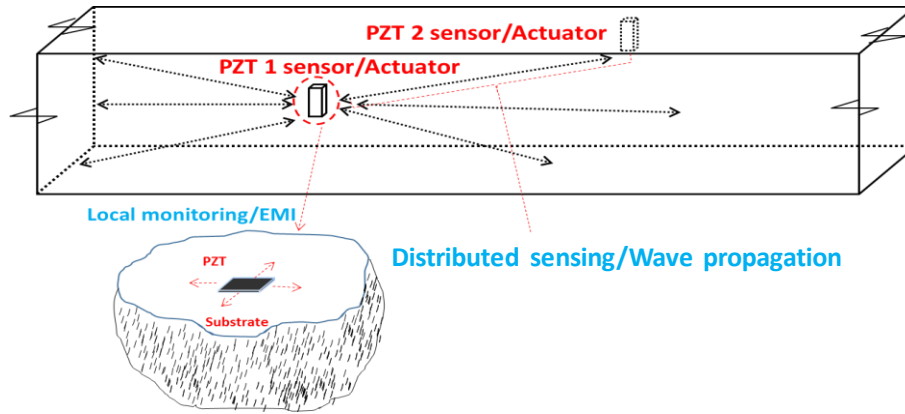 PZT 2 sensor/Actuator
PZT 1 sensor/Actuator
Local monitoring/EMI
Distributed sensing/Wave propagation
PZT
Substrate